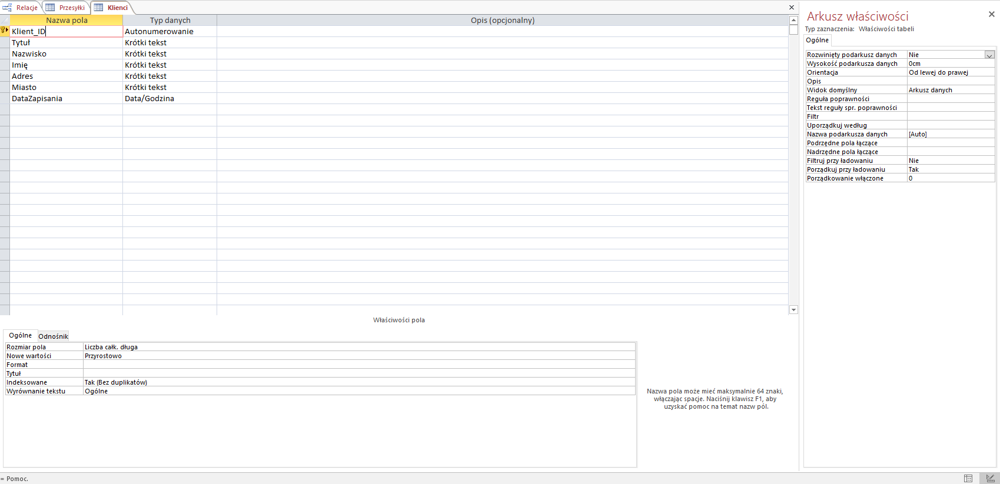 Relacje Przesyłki Klienci
Nazwa pola Typ danych Opis (opcjonalny)
Klient_ID Autonumerowanie
Tytuł Krótki tekst
Nazwisko Krótki tekst
Imię Krótki tekst
Adres Krótki tekst
Miasto Krótki tekst
DataZapisania Data/Godzina
Właściwości pola
Ogólne Odnośnik
Rozmiar pola Liczba całk. długa
Nowe wartości Przyrostowo
Format
Tytuł
Indeksowane Tak (Bez duplikatów)
Wyrównanie tekstu Ogólne
Nazwa pola może mieć maksymalnie 64 znaki,
włączając spacje. Naciśnij klawisz F1, aby
uzyskać pomoc na temat nazw pól.
Arkusz właściwości
Typ zaznaczenia: Właściwości tabeli
Ogólne
Rozwinięty podarkusz danych Nie
Wysokość podarkusza danych 0cm
Orientacja Od lewej do prawej
Opis
Widok domyślny Arkusz danych
Reguła poprawności
Tekst reguły spr. poprawności
Filtr
Uporządkuj według
Nazwa podarkusza danych [Auto]
Podrzędne pola łączące
Nadrzędne pola łączące
Filtruj przy ładowaniu Nie
Porządkuj przy ładowaniu Tak
Porządkowanie włączone 0
= Pomoc.